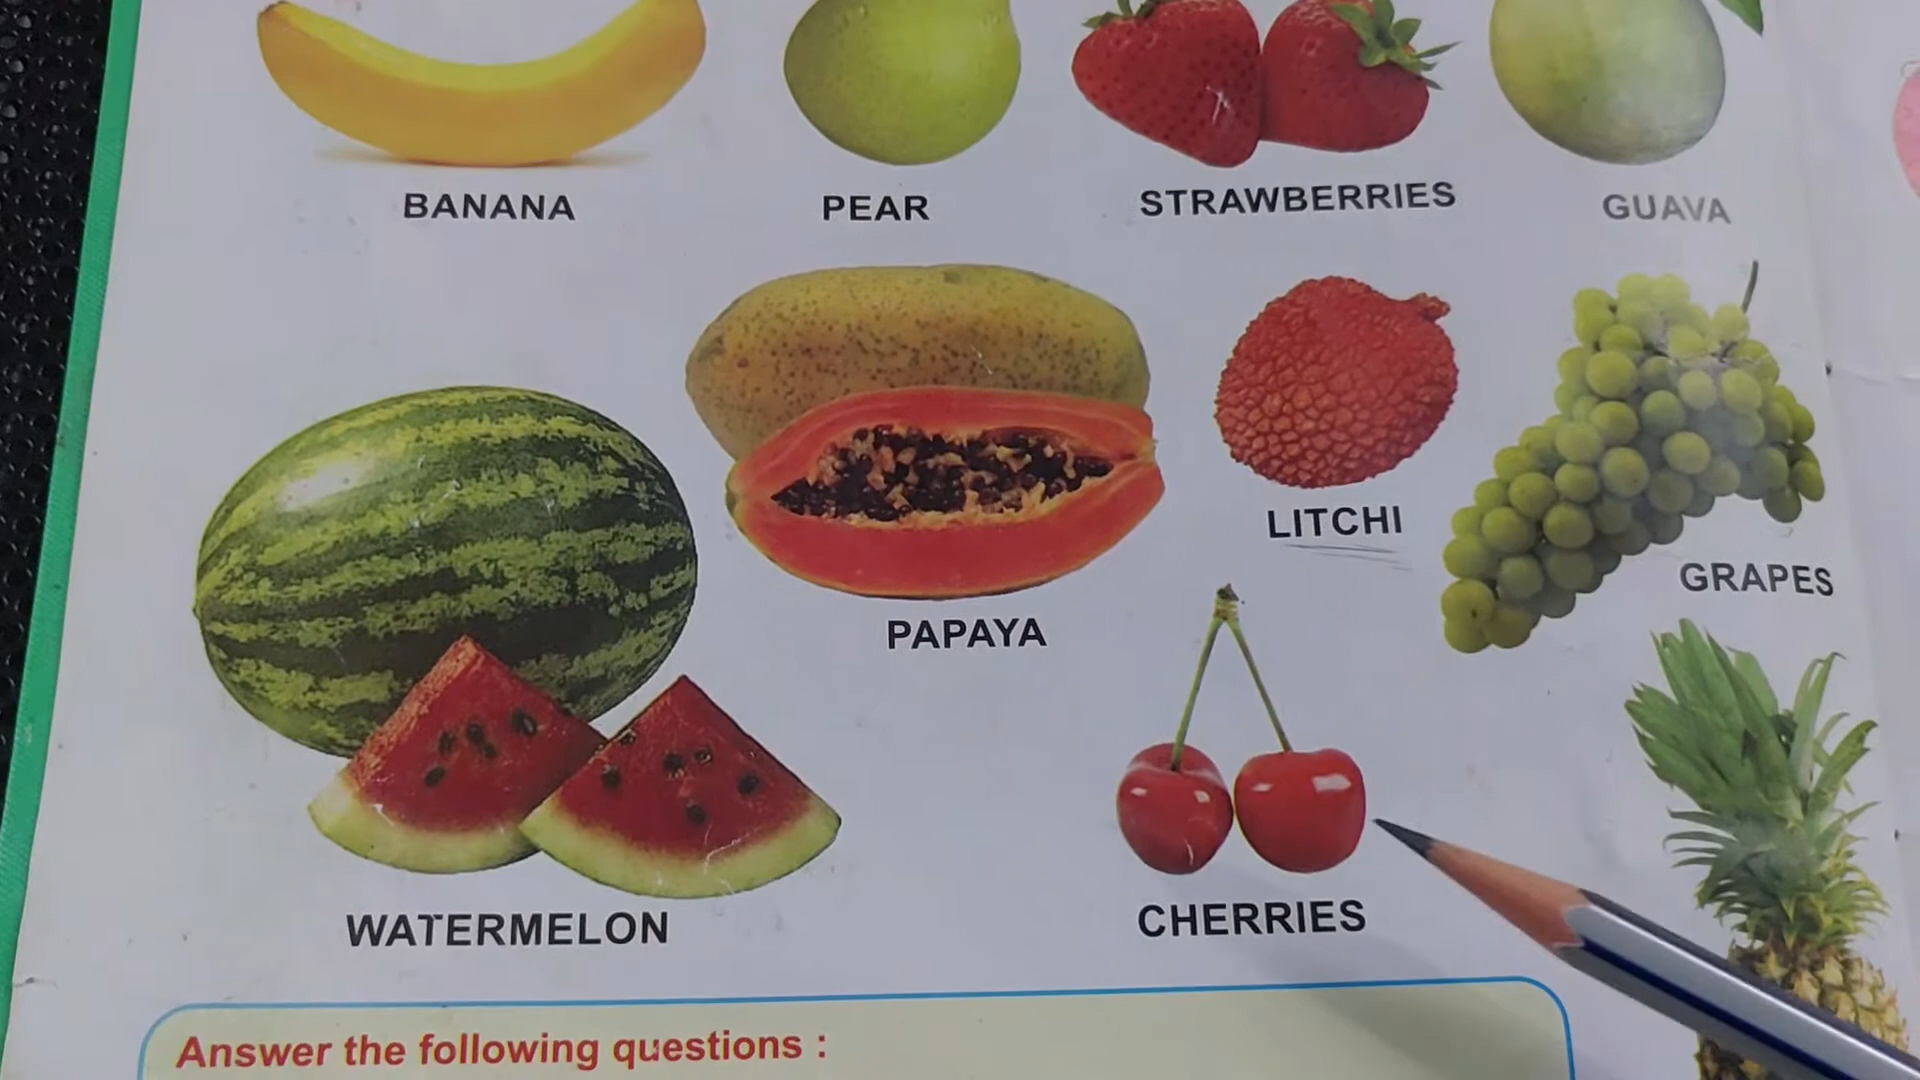 BANANA
PEAR
STRAWBERRIES
GUAVA
LITCHI
GRAPES
PAPAYA
WATERMELON
CHERRIES
Answer the following questions :